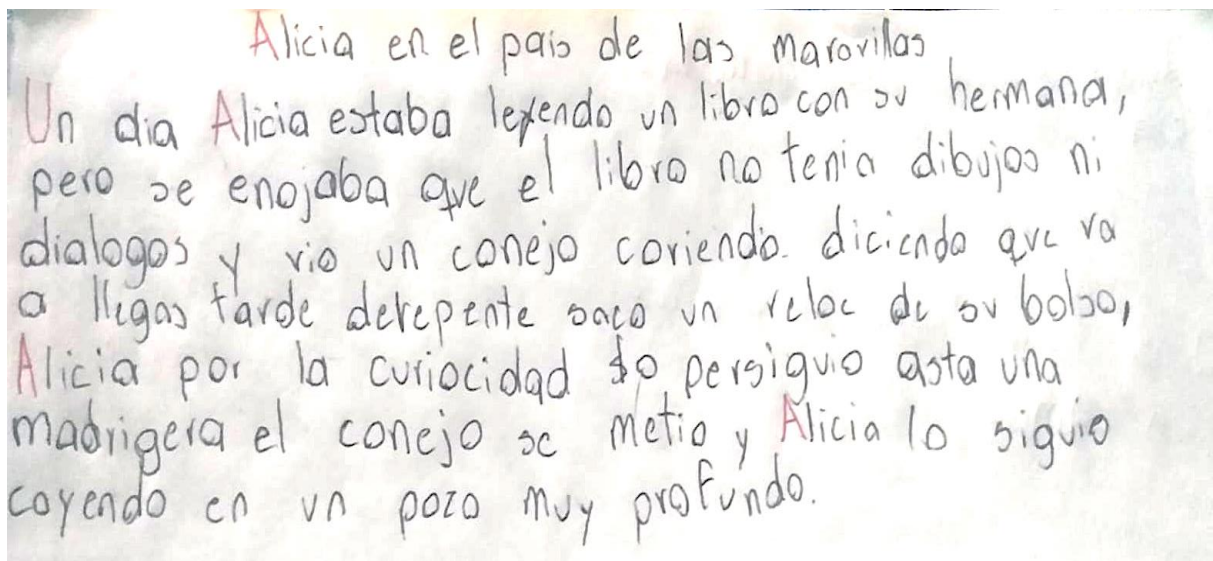 Alicia en el pais de las marovillas
Un dia Alicia estaba leyendo un libro con su hermana,
pero se enojaba que el libro no tenia dibujos ni
dialogos y vio un conejo coriendo. diciendo que va
a llegas tarde derepente saco un reloc de su bolso,
Alicia por la curiocidad lo persiguio asta una
madrigera el conejo se metio y Alicia lo siguio
coyendo en un pozo muy profundo.